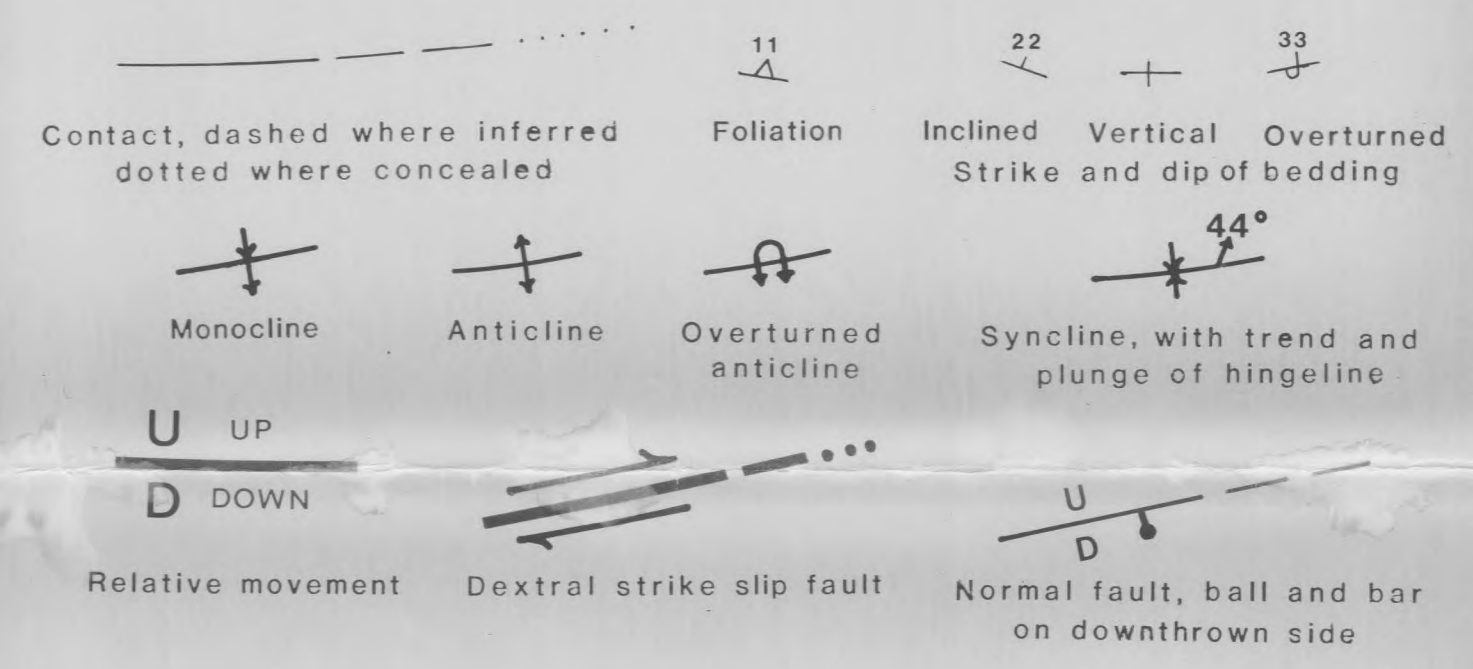 11
22
33
Contact, dashed where inferred
dotted where concealed
Foliation
Inclined Vertical Overturned
Strike and dip of bedding
44°
Monocline
Anticline
Overturned
anticline
Syncline, with trend and
plunge of hingeline
U UP
D DOWN
Relative movement
Dextral strike slip fault
U
D
Normal fault, ball and bar
on downthrown side